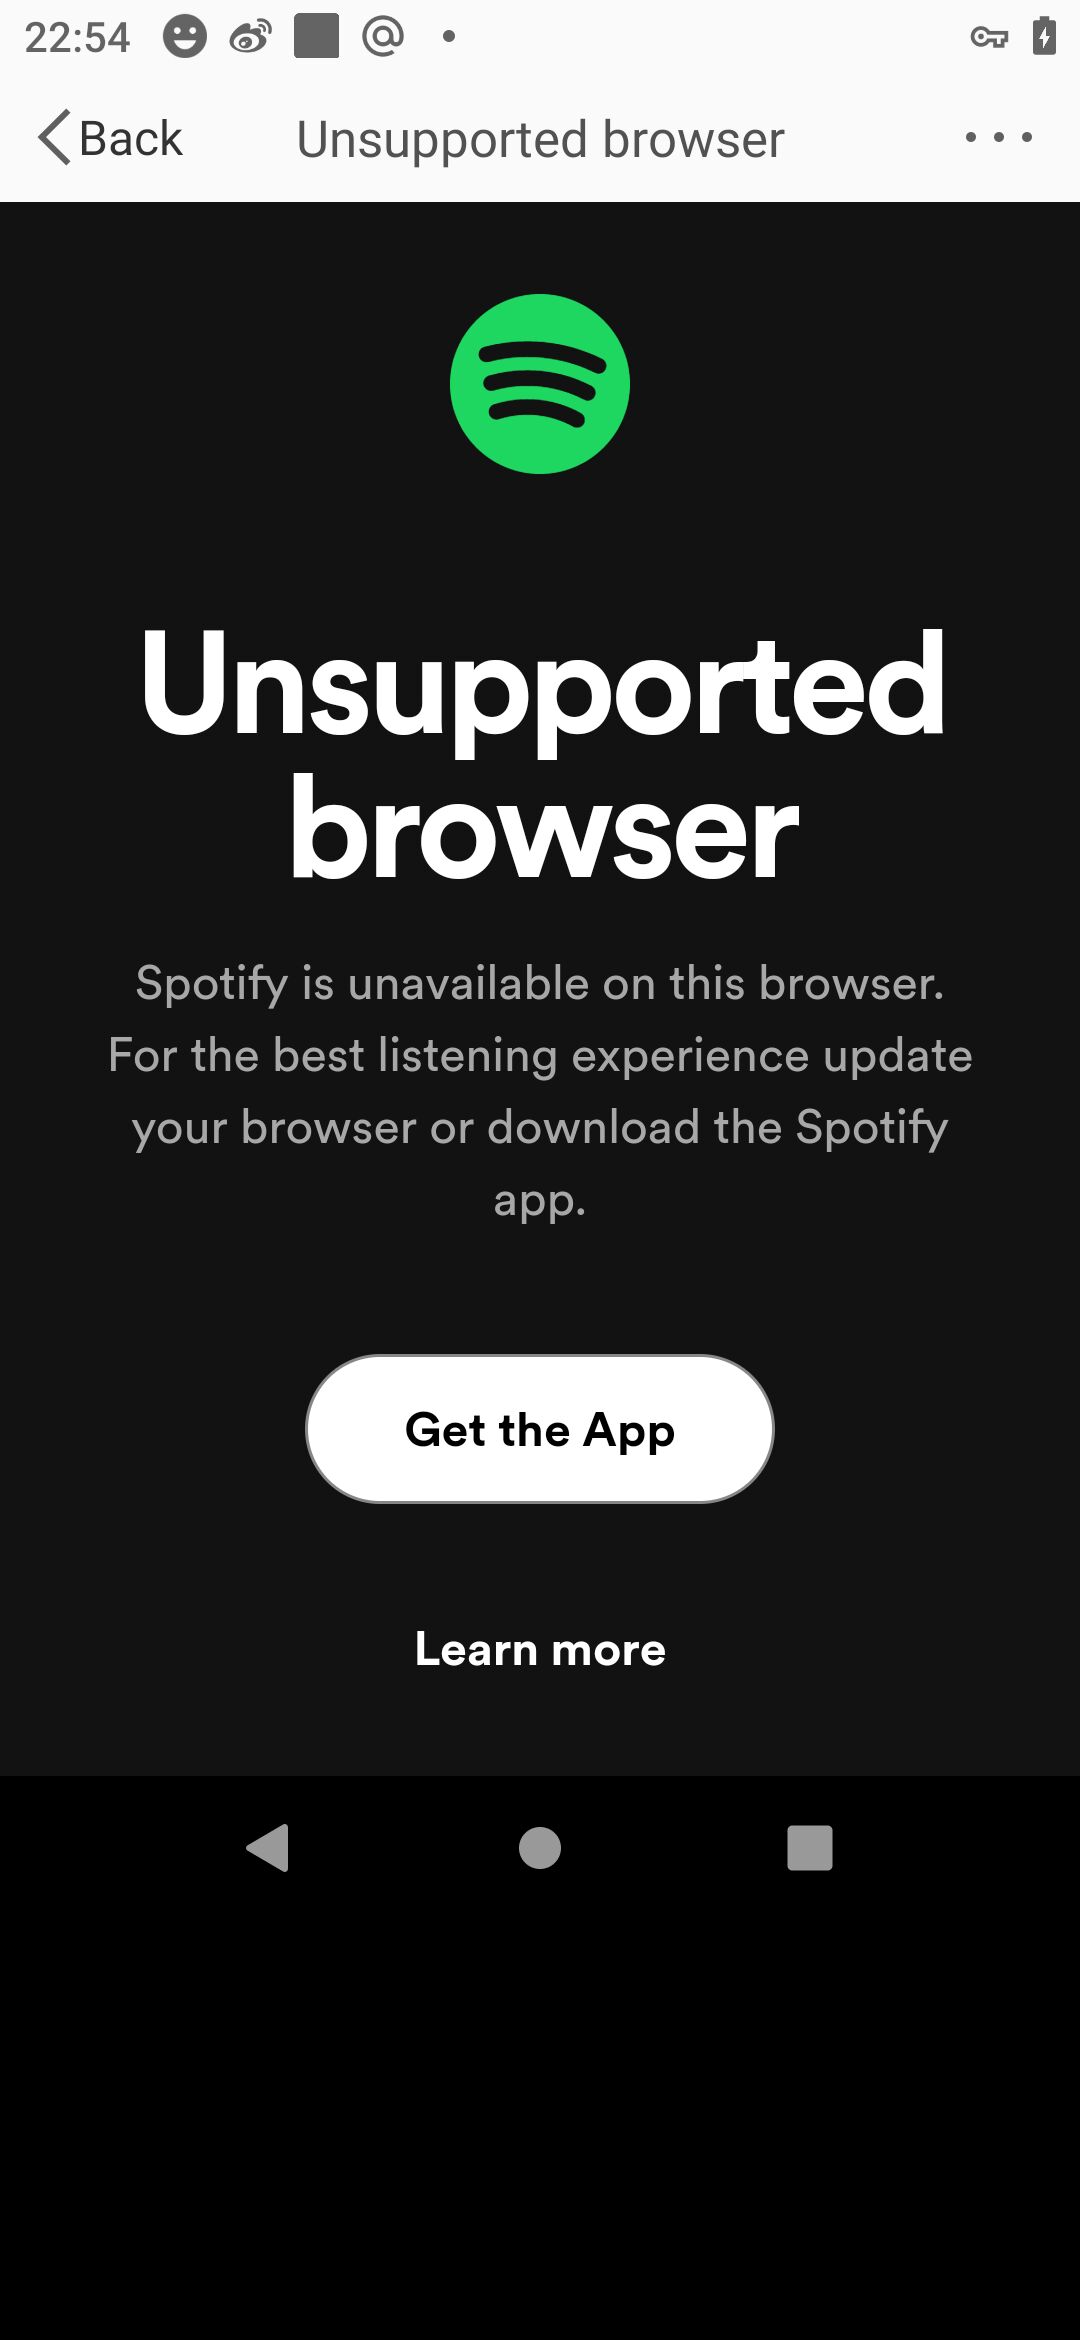 22:54
Back
Unsupported browser
Unsupported
browser
Spotify is unavailable on this browser.
For the best listening experience update
your browser or download the Spotify
app.
Get the App
Learn more